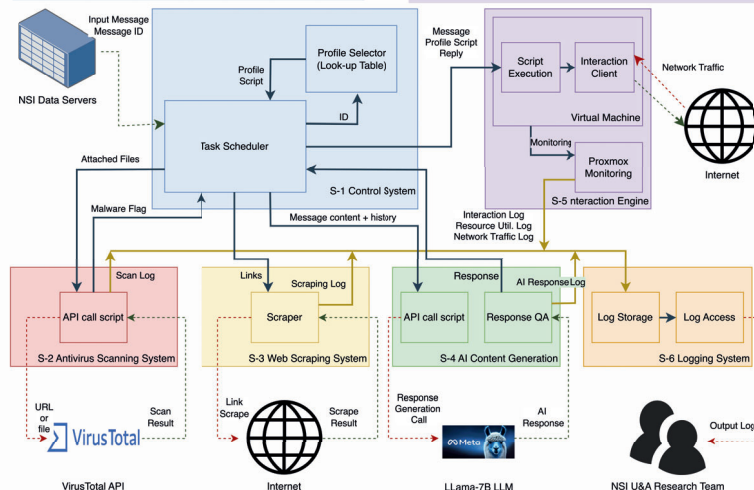 Input Message
Message ID
NSI Data Servers
Profile Selector
(Look-up Table)
Profile
Script
ID
Task Scheduler
S-1 Control System
Message
Profile Script
Reply
Script
Execution
Interaction
Client
Virtual Machine
Monitoring
Proxmox
Monitoring
S-5 nteraction Engine
Network Traffic
Internet
Attached Files
Malware Flag
Message content + history
Interaction Log
Resource Util. Log
Network Traffic Log
Scan Log
API call script
S-2 Antivirus Scanning System
Links
Scraping Log
Scraper
S-3 Web Scraping System
Response
AI Response Log
API call script
Response QA
S-4 AI Content Generation
Log Storage
Log Access
S-6 Logging System
URL
or
file
VirusTotal
Scan
Result
VirusTotal API
Link
Scrape
Scrape
Result
Internet
Response
Generation
Call
Meta
AI
Response
LLama-7B LLM
Output Log
NSI U&A Research Team